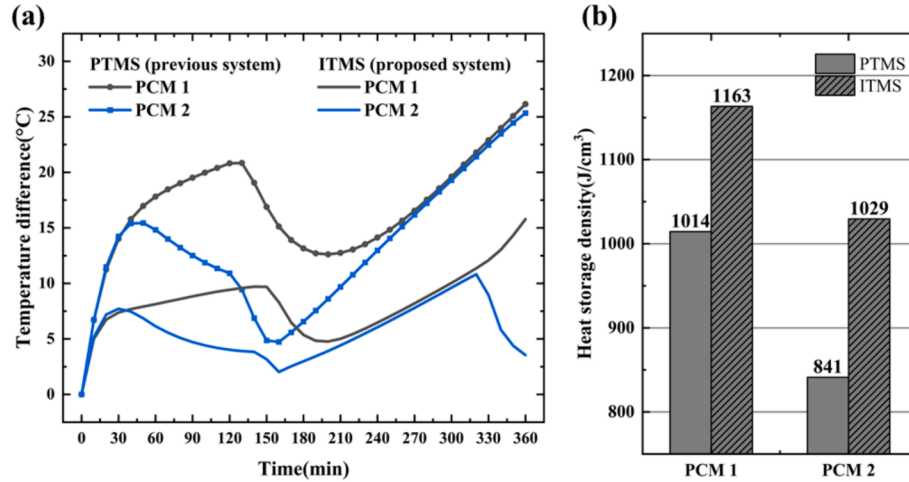 (a)
PTMS (previous system)
PCM 1
PCM 2
ITMS (proposed system)
PCM 1
PCM 2
Temperature difference(°C)
30
25
20
15
10
5
0
0 30 60 90 120 150 180 210 240 270 300 330 360
Time(min)
(b)
PTMS
ITMS
Heat storage density(J/cm³)
1200
1100
1000
900
800
1014
1163
841
1029
PCM 1 PCM 2